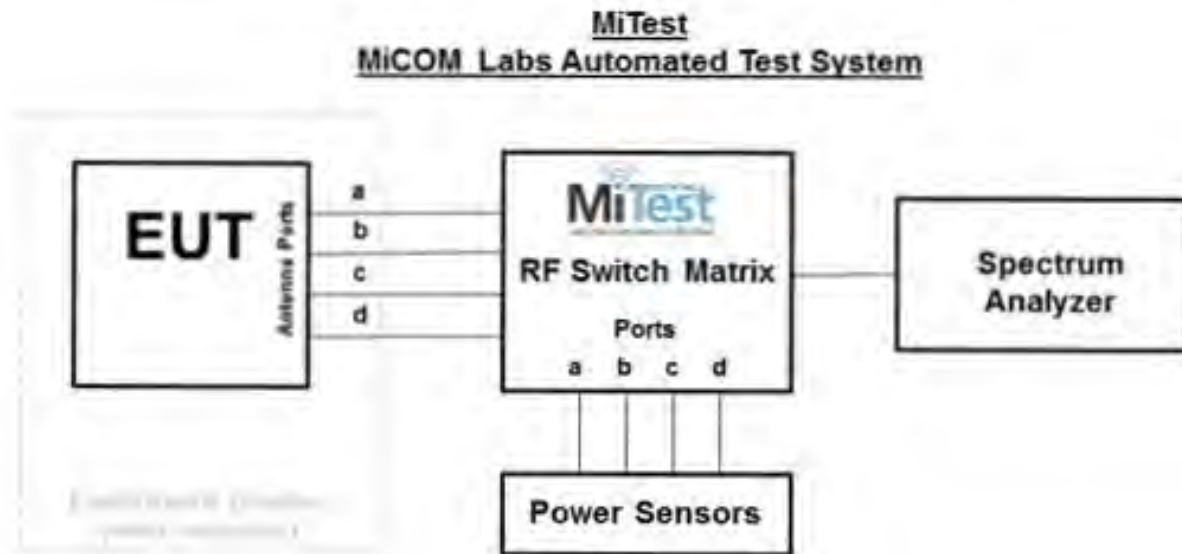 MiTest
MiCOM Labs Automated Test System
EUT
Antenna Ports
a
b
c
d
MiTest
RF Switch Matrix
Ports
a b c d
Spectrum
Analyzer
Power Sensors